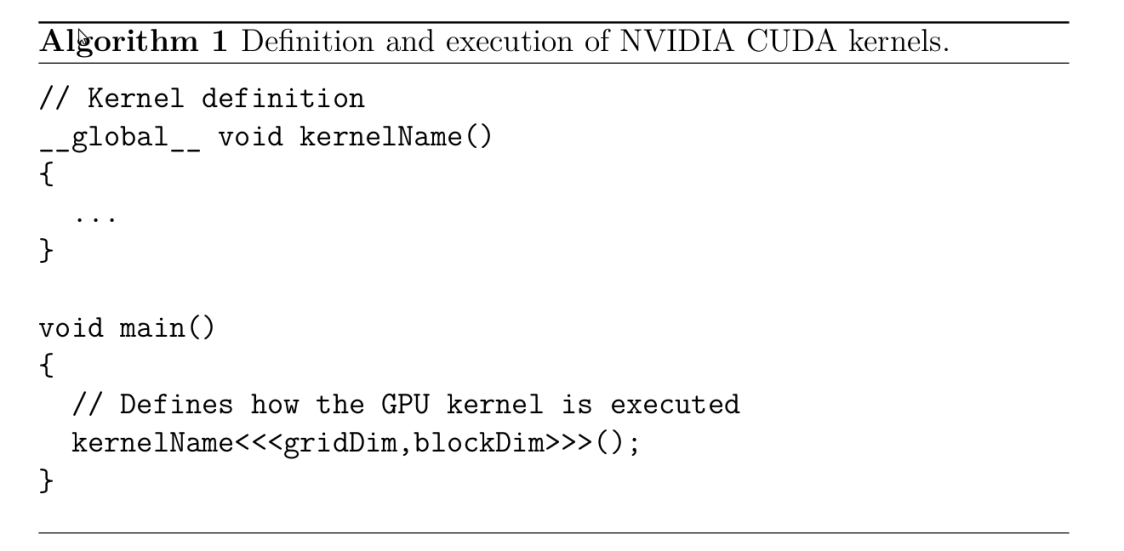 Algorithm 1 Definition and execution of NVIDIA CUDA kernels.
// Kernel definition
__global__ void kernelName()
{
  ...
}
void main()
{
  // Defines how the GPU kernel is executed
  kernelName<<<gridDim,blockDim>>>();
}